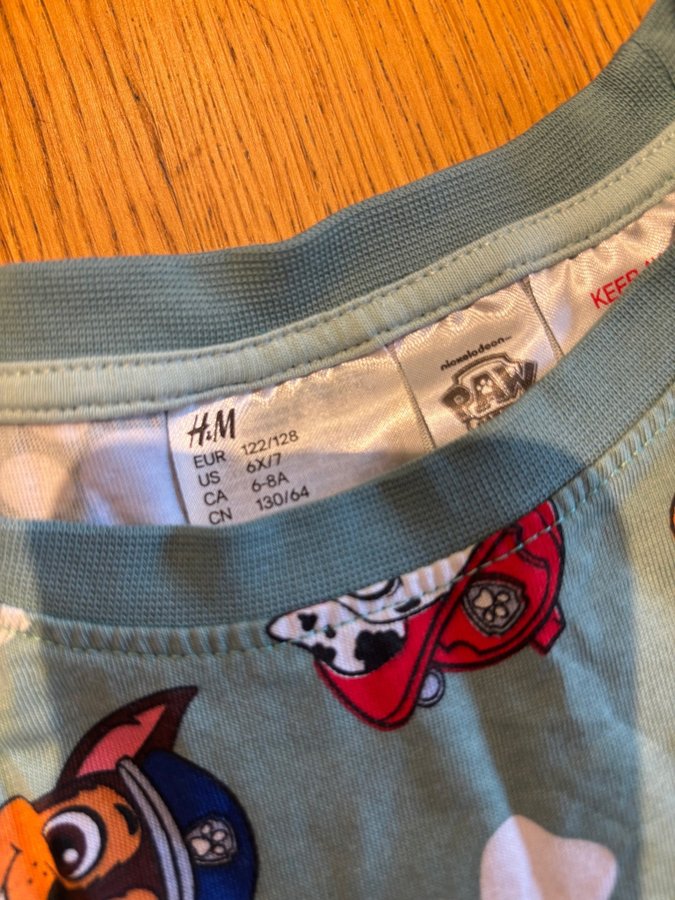 H&M
EUR 122/128
US 6X/7
CA 6-8A
CN 130/64
nickelodeon
PAW
KEEP